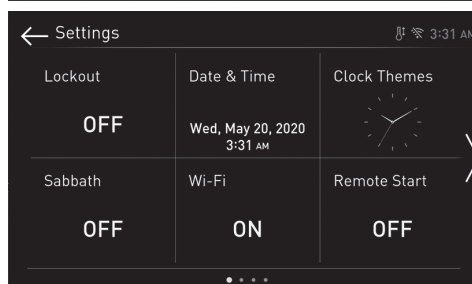 Settings
3:31 AM
Lockout
OFF
Date & Time
Wed, May 20, 2020
3:31 AM
Clock Themes
Sabbath
OFF
Wi-Fi
ON
Remote Start
OFF